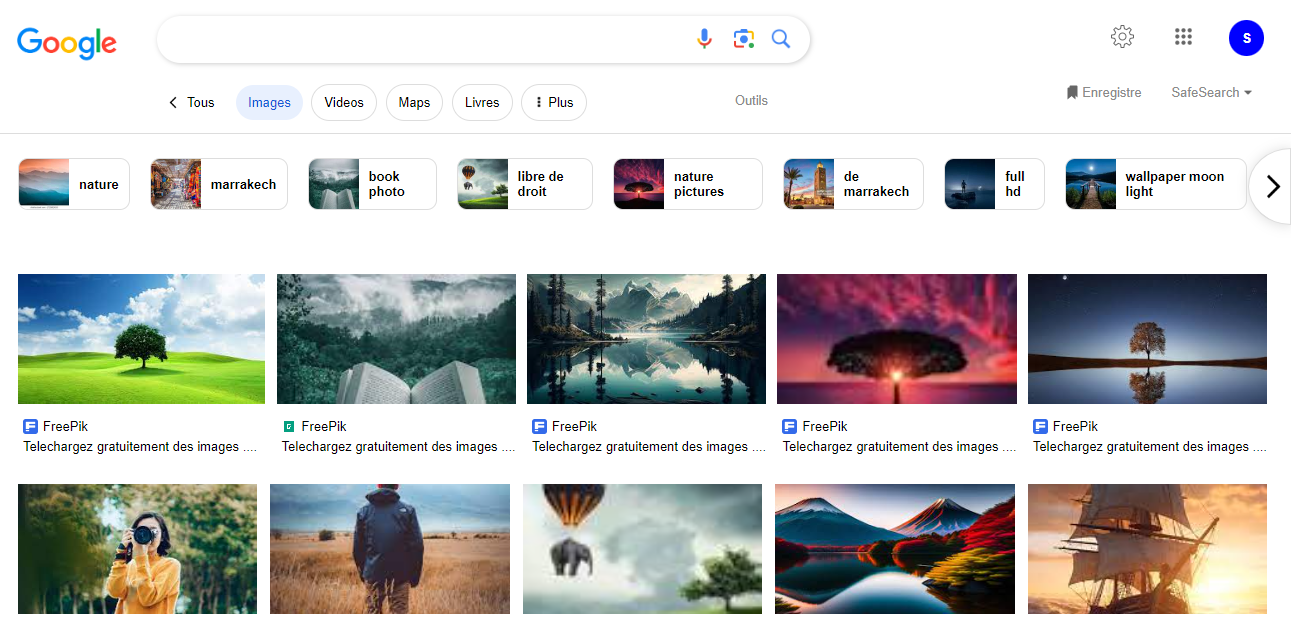 Google
S
Tous
Images
Videos
Maps
Livres
Plus
Outils
Enregistre
SafeSearch
nature
marrakech
book
photo
libre de
droit
nature
pictures
de
marrakech
full
hd
wallpaper moon
light
FreePik
Telechargez gratuitement des images ....
FreePik
Telechargez gratuitement des images ....
FreePik
Telechargez gratuitement des images ....
FreePik
Telechargez gratuitement des images ....
FreePik
Telechargez gratuitement des images ....